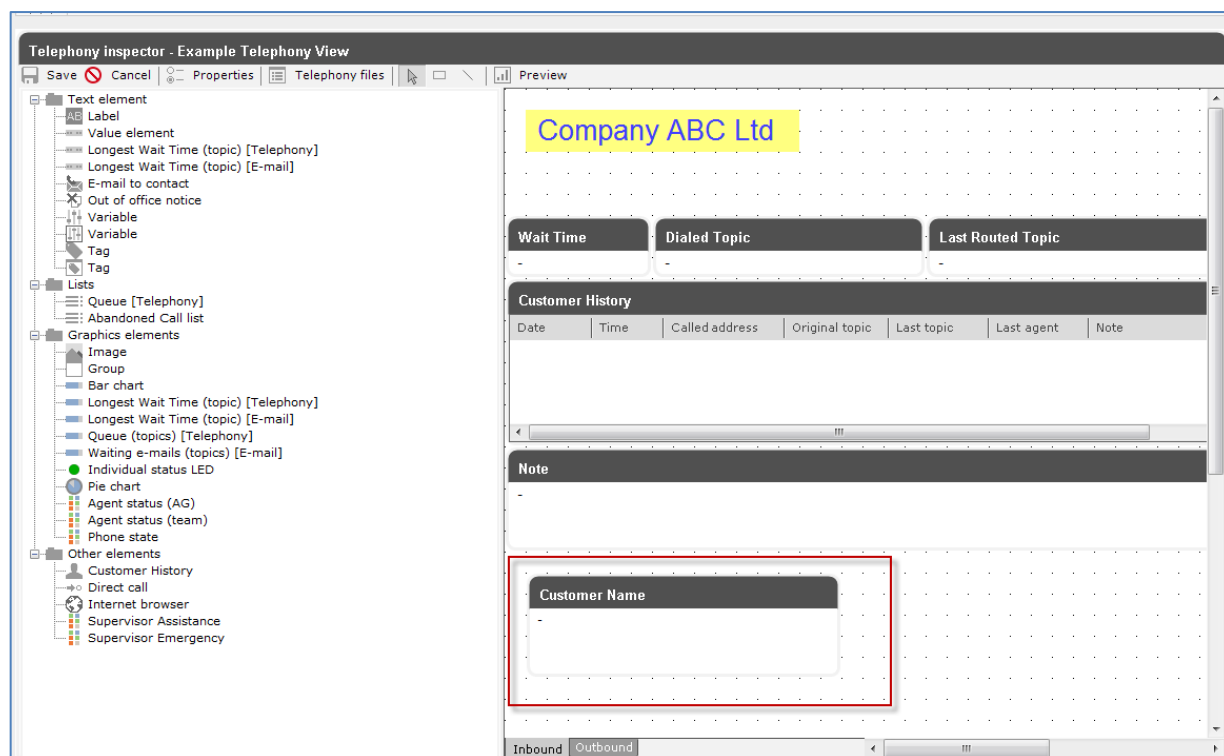 Telephony inspector - Example Telephony View
Save Cancel Properties Telephony files Preview
Text element
AB Label
Value element
Longest Wait Time (topic) [Telephony]
Longest Wait Time (topic) [E-mail]
E-mail to contact
Out of office notice
Variable
Variable
Tag
Tag
Lists
Queue [Telephony]
Abandoned Call list
Graphics elements
Image
Group
Bar chart
Longest Wait Time (topic) [Telephony]
Longest Wait Time (topic) [E-mail]
Queue (topics) [Telephony]
Waiting e-mails (topics) [E-mail]
Individual status LED
Pie chart
Agent status (AG)
Agent status (team)
Phone state
Other elements
Customer History
Direct call
Internet browser
Supervisor Assistance
Supervisor Emergency
Company ABC Ltd
Wait Time Dialed Topic Last Routed Topic
- - -
Customer History
Date Time Called address Original topic Last topic Last agent Note
Note
-
Customer Name
-
Inbound Outbound